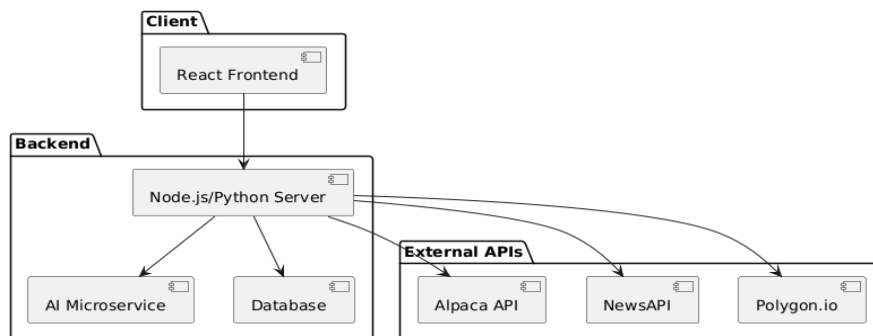 Client
React Frontend
Backend
Node.js/Python Server
External APIs
AI Microservice
Database
Alpaca API
NewsAPI
Polygon.io